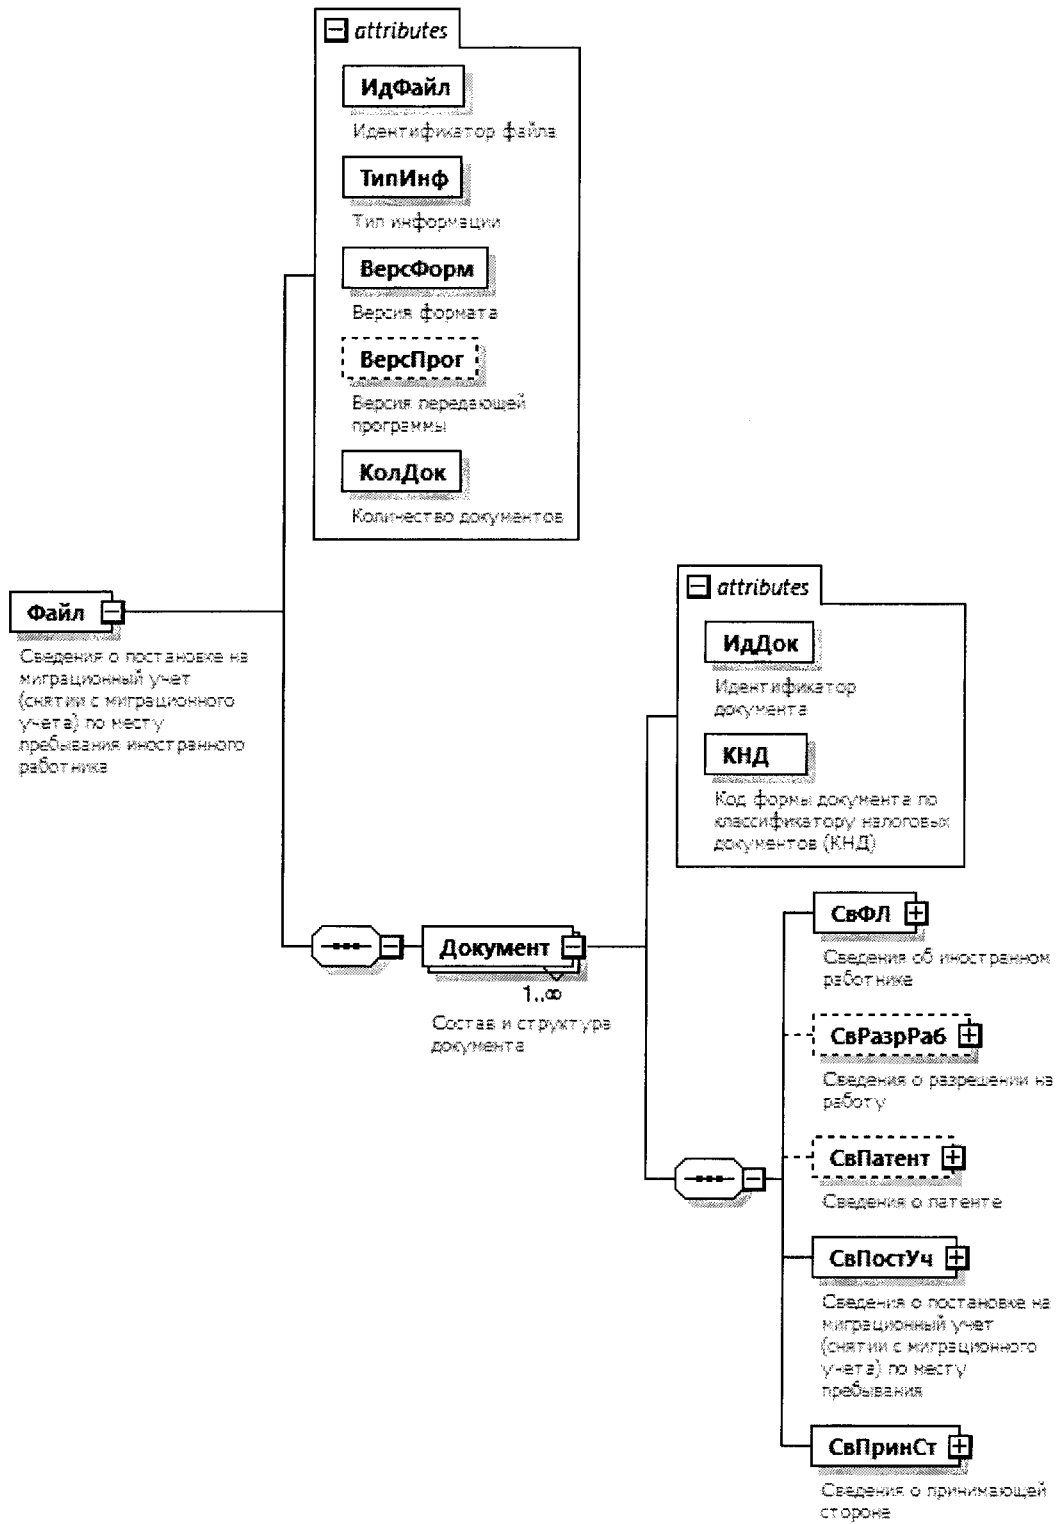 attributes
ИдФайл
Идентификатор файла
ТипИнф
Тип информации
ВерсФорм
Версия формата
ВерсПрог
Версия передающей
программы
КолДок
Количество документов
Файл
Сведения о постановке на
миграционный учет
(снятии с миграционного
учета) по месту
пребывания иностранного
работника
attributes
ИдДок
Идентификатор
документа
КНД
Код формы документа по
классификатору налоговых
документов (КНД)
Документ
1..∞
Состав и структура
документа
СвФЛ
Сведения об иностранном
работнике
СвРазрРаб
Сведения о разрешении на
работу
СвПатент
Сведения о патенте
СвПостУч
Сведения о постановке на
миграционный учет
(снятии с миграционного
учета) по месту
пребывания
СвПринСт
Сведения о принимающей
стороне